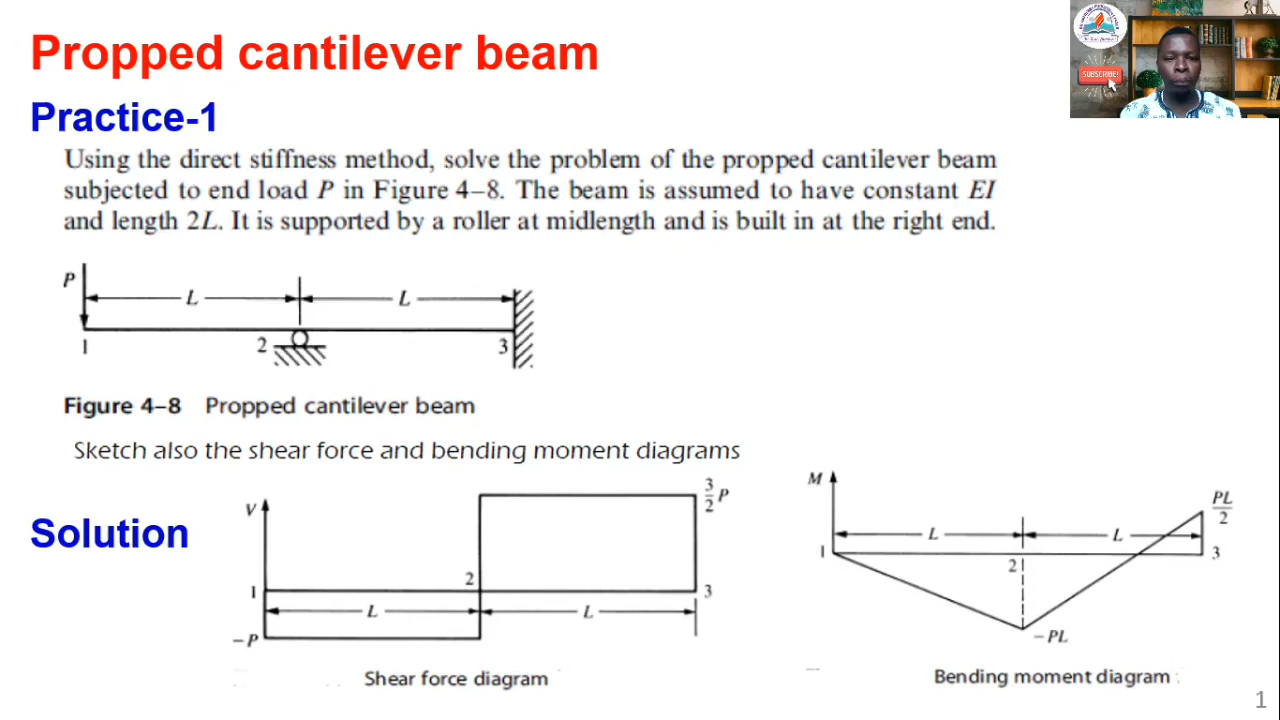 Propped cantilever beam
SUBSCRIBE!
Practice-1
Using the direct stiffness method, solve the problem of the propped cantilever beam
subjected to end load P in Figure 4–8. The beam is assumed to have constant EI
and length 2L. It is supported by a roller at midlength and is built in at the right end.
P
L
L
1
2
3
Figure 4–8 Propped cantilever beam
Sketch also the shear force and bending moment diagrams
Solution
V
3/2 P
1
2
3
L
L
−P
Shear force diagram
M
PL/2
L
L
1
2
3
−PL
Bending moment diagram
1